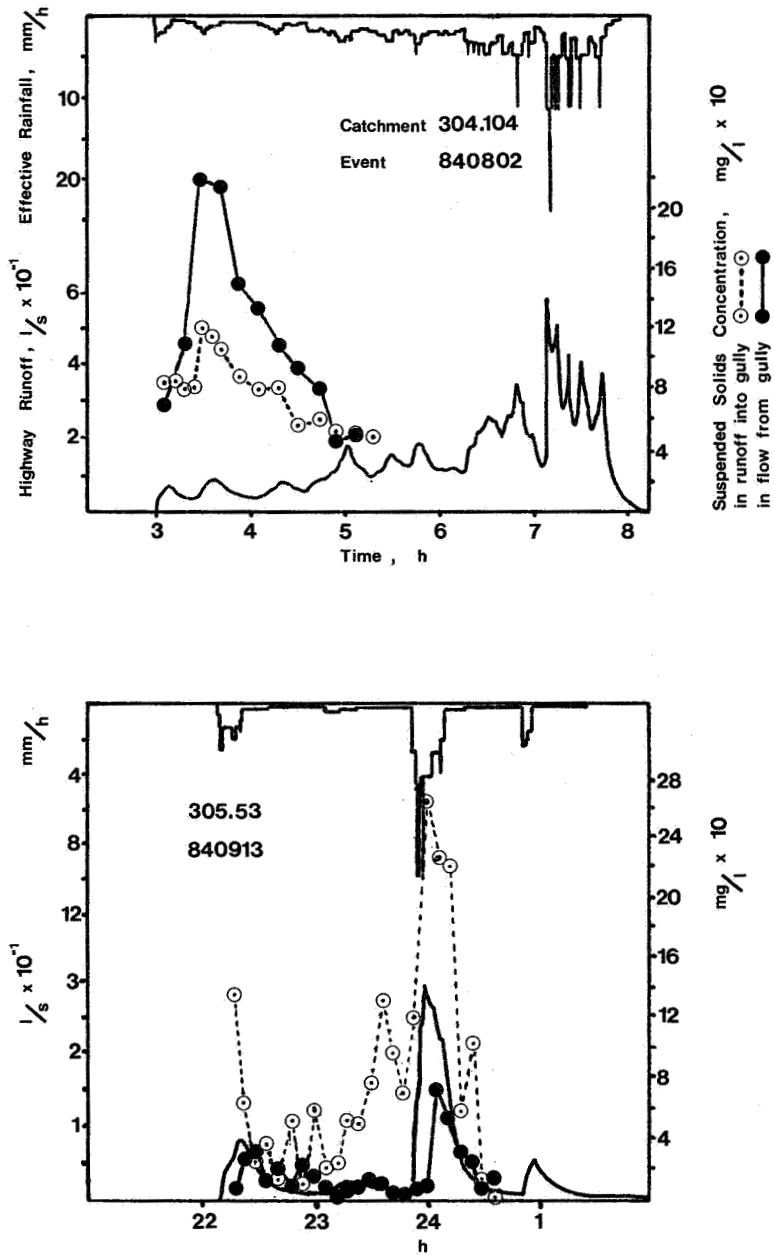 Highway Runoff, l/s x 10⁻¹ Effective Rainfall, mm/h
10
20
6
4
2
Catchment 304.104
Event 840802
20
16
12
8
4
Suspended Solids Concentration, mg/l x 10
in runoff into gully
in flow from gully
3 4 5 6 7 8
Time, h
l/s x 10⁻¹ mm/h
4
8
12
3
2
1
305.53
840913
28
24
20
16
12
8
4
mg/l x 10
22 23 24 1
h